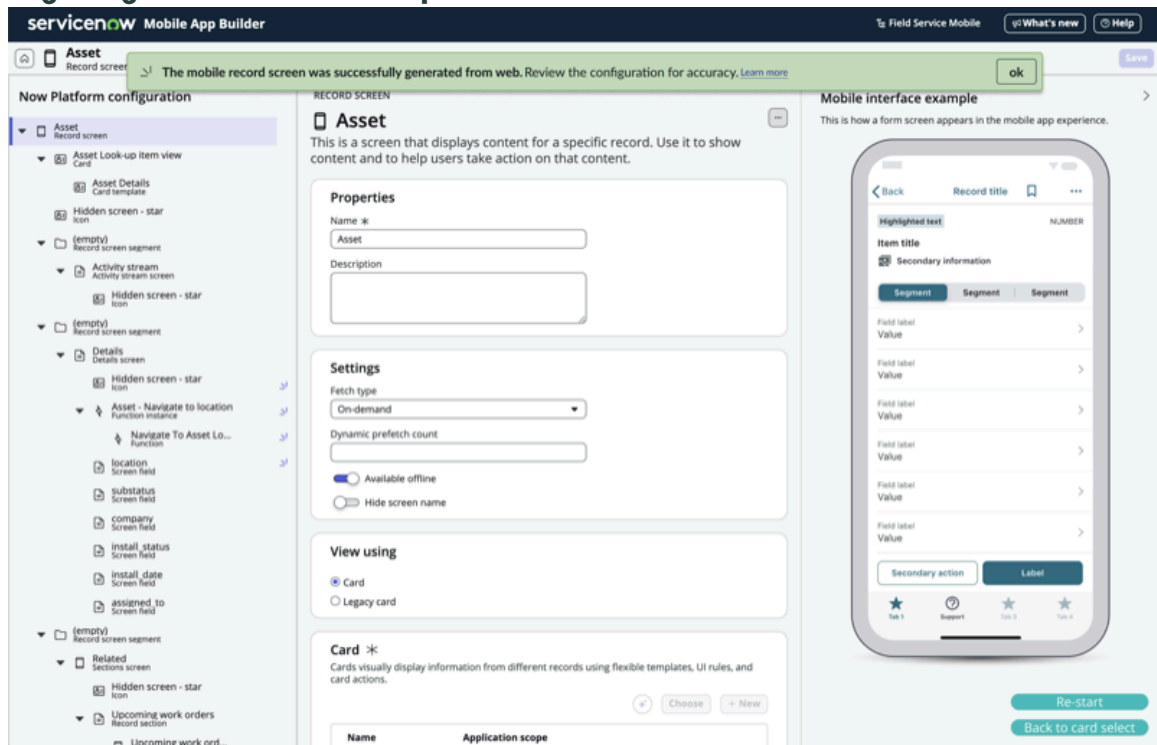 servicenow Mobile App Builder
Field Service Mobile
What's new
Help
Asset
Record screen
The mobile record screen was successfully generated from web. Review the configuration for accuracy. Learn more
ok
Save
Now Platform configuration
Asset
Record screen
Asset Look-up item view
Card
Asset Details
Card template
Hidden screen - star
Icon
(empty)
Record screen segment
Activity stream
Activity stream screen
Hidden screen - star
Icon
(empty)
Record screen segment
Details
Details screen
Hidden screen - star
Icon
Asset - Navigate to location
Function instance
Navigate To Asset Lo...
Function
location
Screen field
substatus
Screen field
company
Screen field
install_status
Screen field
install_date
Screen field
assigned_to
Screen field
(empty)
Record screen segment
Related
Sections screen
Hidden screen - star
Icon
Upcoming work orders
Record section
Upcoming work ord...
RECORD SCREEN
Asset
This is a screen that displays content for a specific record. Use it to show
content and to help users take action on that content.
Properties
Name *
Asset
Description
Settings
Fetch type
On-demand
Dynamic prefetch count
Available offline
Hide screen name
View using
Card
Legacy card
Card *
Cards visually display information from different records using flexible templates, UI rules, and
card actions.
Choose
+ New
Name
Application scope
Mobile interface example
This is how a form screen appears in the mobile app experience.
Back
Record title
Highlighted text
NUMBER
Item title
Secondary information
Segment
Segment
Segment
Field label
Value
Field label
Value
Field label
Value
Field label
Value
Field label
Value
Field label
Value
Secondary action
Label
Tab 1
Support
Tab 3
Tab 4
Re-start
Back to card select